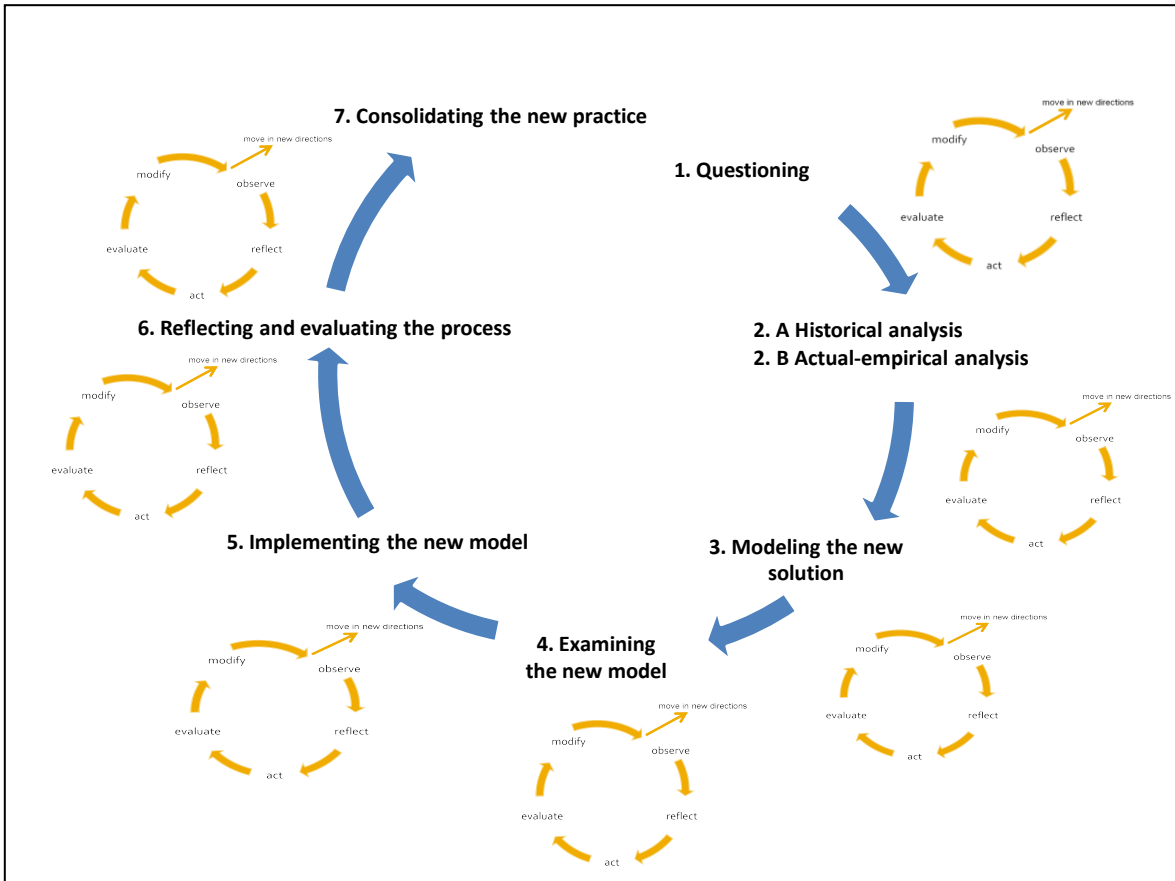 7. Consolidating the new practice
move in new directions
modify
observe
evaluate
reflect
act
1. Questioning
move in new directions
modify
observe
evaluate
reflect
act
2. A Historical analysis
2. B Actual-empirical analysis
move in new directions
modify
observe
evaluate
reflect
act
3. Modeling the new
solution
move in new directions
modify
observe
evaluate
reflect
act
4. Examining
the new model
move in new directions
modify
observe
evaluate
reflect
act
5. Implementing the new model
move in new directions
modify
observe
evaluate
reflect
act
6. Reflecting and evaluating the process
move in new directions
modify
observe
evaluate
reflect
act